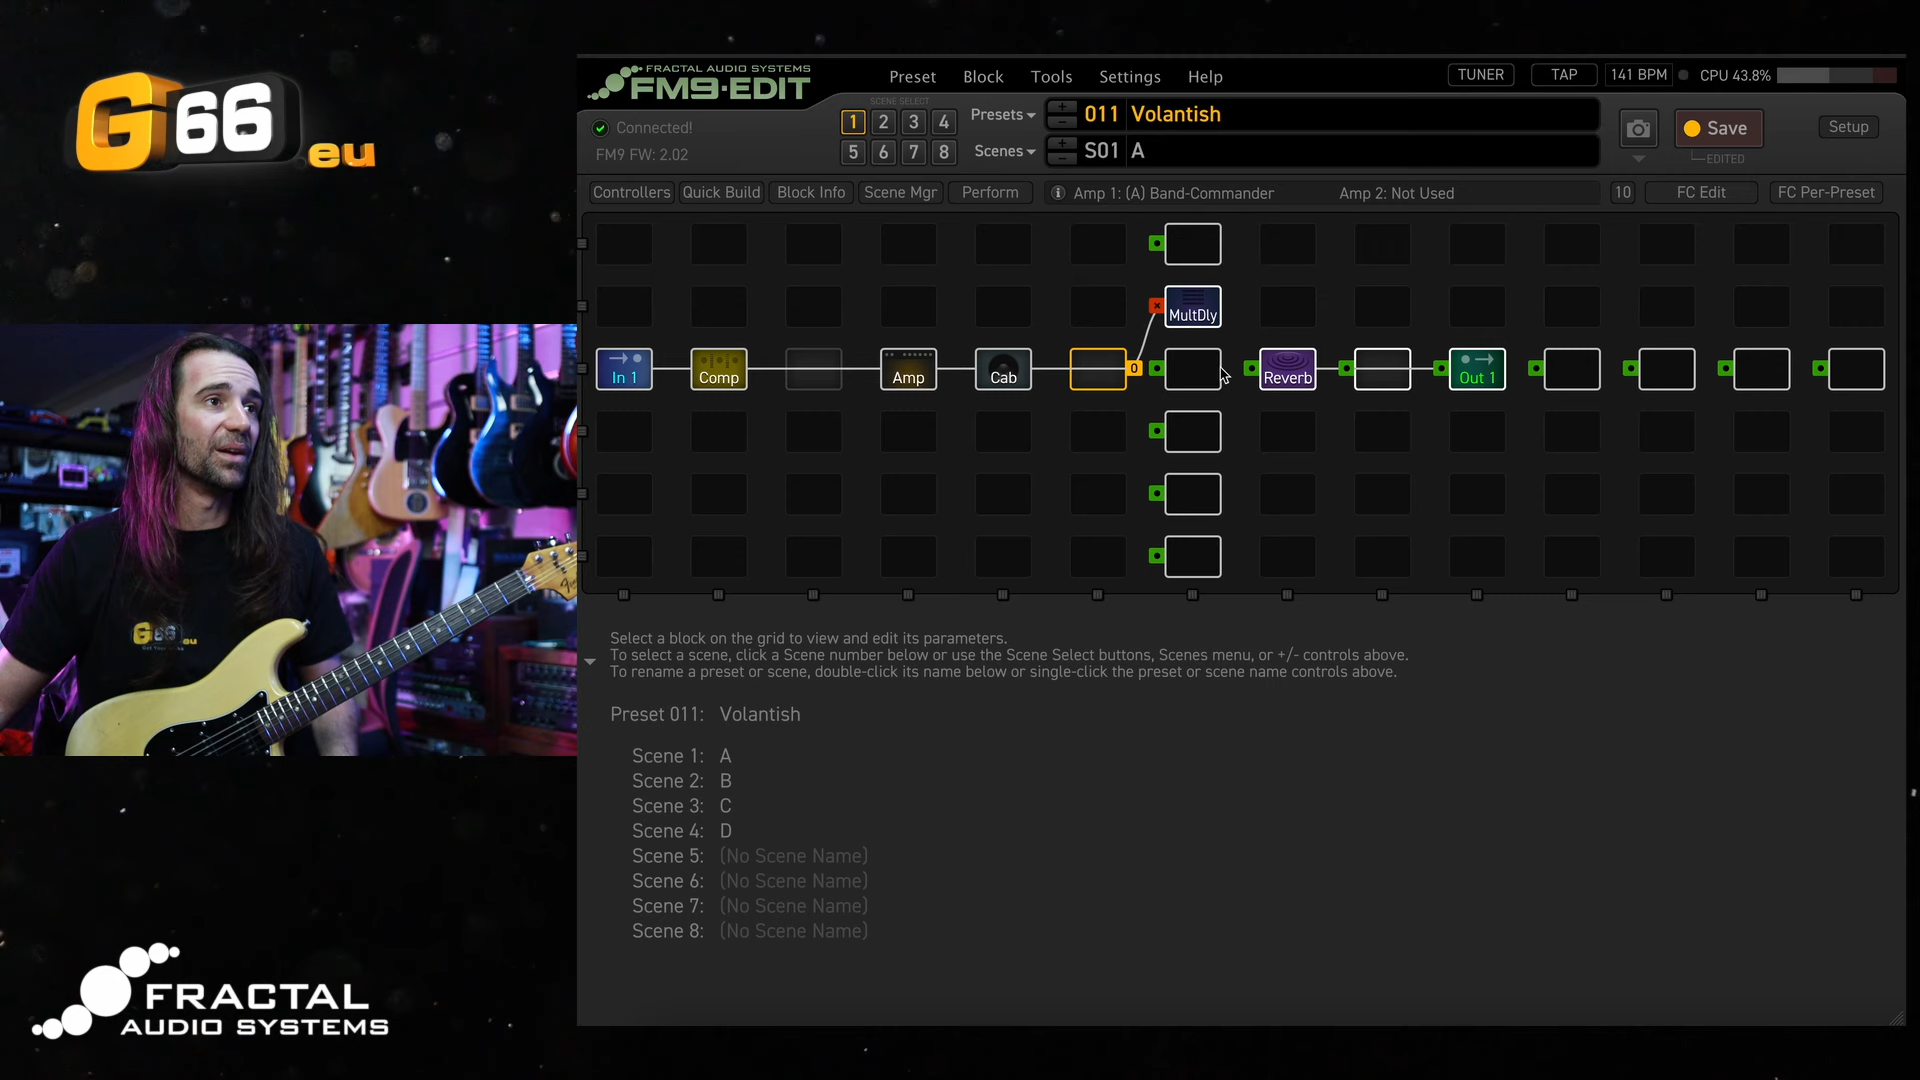 G66.eu
FRACTAL AUDIO SYSTEMS
FM9-EDIT
Preset Block Tools Settings Help
TUNER TAP 141 BPM CPU 43.8%
Connected!
FM9 FW: 2.02
SCENE SELECT
1 2 3 4
5 6 7 8
Presets
011 Volantish
Scenes
S01 A
Save
EDITED
Setup
Controllers Quick Build Block Info Scene Mgr Perform
Amp 1: (A) Band-Commander Amp 2: Not Used
10 FC Edit FC Per-Preset
MultDly
In 1 Comp Amp Cab 0 Reverb Out 1
Select a block on the grid to view and edit its parameters.
To select a scene, click a Scene number below or use the Scene Select buttons, Scenes menu, or +/- controls above.
To rename a preset or scene, double-click its name below or single-click the preset or scene name controls above.
Preset 011: Volantish
Scene 1: A
Scene 2: B
Scene 3: C
Scene 4: D
Scene 5: (No Scene Name)
Scene 6: (No Scene Name)
Scene 7: (No Scene Name)
Scene 8: (No Scene Name)
G66.eu
FRACTAL
AUDIO SYSTEMS